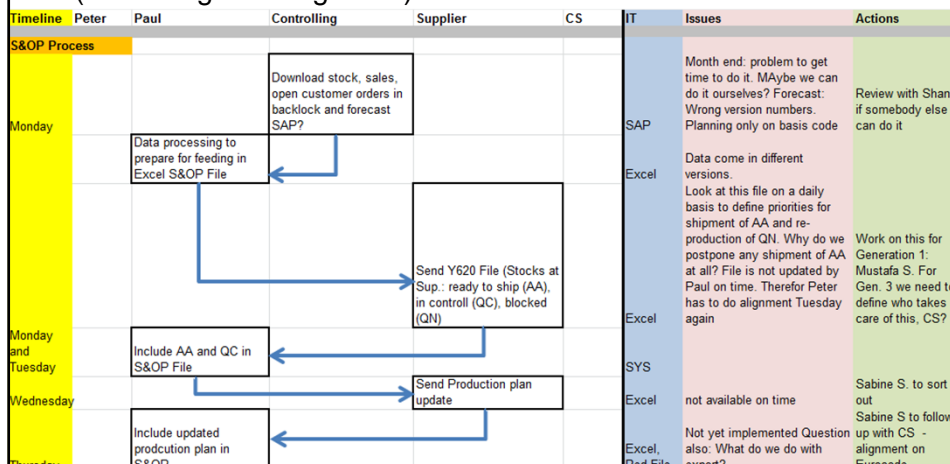 Timeline Peter Paul Controlling Supplier CS IT Issues Actions
S&OP Process
Monday
Download stock, sales,
open customer orders in
backlock and forecast
SAP?
SAP
Month end: problem to get
time to do it. MAybe we can
do it ourselves? Forecast:
Wrong version numbers.
Planning only on basis code
Review with Shan
if somebody else
can do it
Data processing to
prepare for feeding in
Excel S&OP File
Excel
Data come in different
versions.
Send Y620 File (Stocks at
Sup.: ready to ship (AA),
in controll (QC), blocked
(QN)
Excel
Look at this file on a daily
basis to define priorities for
shipment of AA and re-
production of QN. Why do we
postpone any shipment of AA
at all? File is not updated by
Paul on time. Therefor Peter
has to do alignment Tuesday
again
Work on this for
Generation 1:
Mustafa S. For
Gen. 3 we need to
define who takes
care of this, CS?
Monday
and
Tuesday
Include AA and QC in
S&OP File
SYS
Wednesday
Send Production plan
update
Excel
not available on time
Sabine S. to sort
out
Thursday
Include updated
prodcution plan in
S&OP
Excel,
Not yet implemented Question
also: What do we do with
Sabine S to follow
up with CS -
alignment on